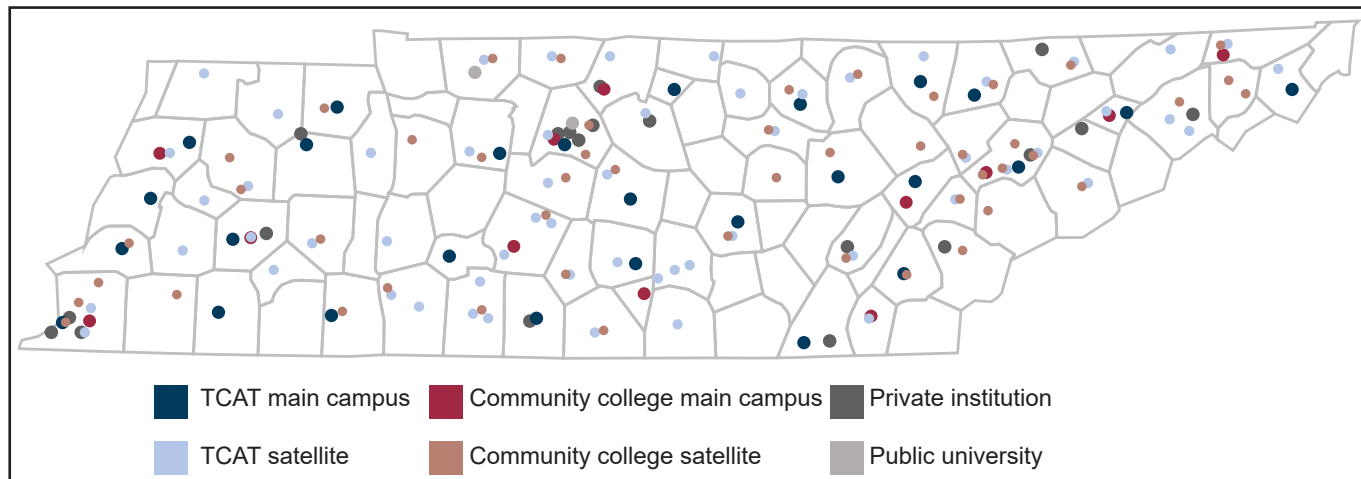 TCAT main campus Community college main campus Private institution
TCAT satellite Community college satellite Public university